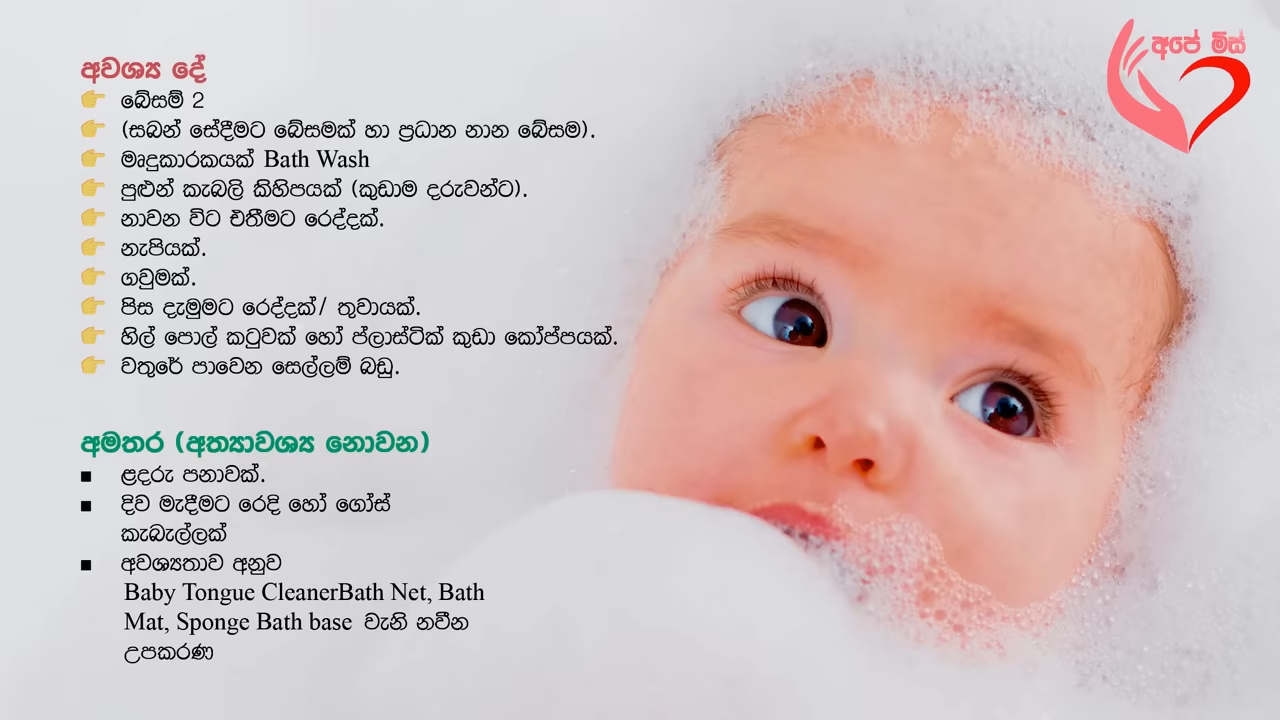 අපේ මිස්
අවශ්‍ය දේ
බේසම් 2
(සබන් සේදීමට බේසමක් හා ප්‍රධාන නාන බේසම).
මෘදුකාරකයක් Bath Wash
පුළුන් කැබලි කිහිපයක් (කුඩාම දරුවන්ට).
නාවන විට එතීමට රෙද්දක්.
නැපියක්.
ගවුමක්.
පිස දැමුමට රෙද්දක්/ තුවායක්.
හිල් පොල් කටුවක් හෝ ප්ලාස්ටික් කුඩා කෝප්පයක්.
වතුරේ පාවෙන සෙල්ලම් බඩු.
අමතර (අත්‍යාවශ්‍ය නොවන)
ළදරු පනාවක්.
දිව මැදීමට රෙදි හෝ ගෝස්
කැබැල්ලක්
අවශ්‍යතාව අනුව
Baby Tongue CleanerBath Net, Bath
Mat, Sponge Bath base වැනි නවීන
උපකරණ